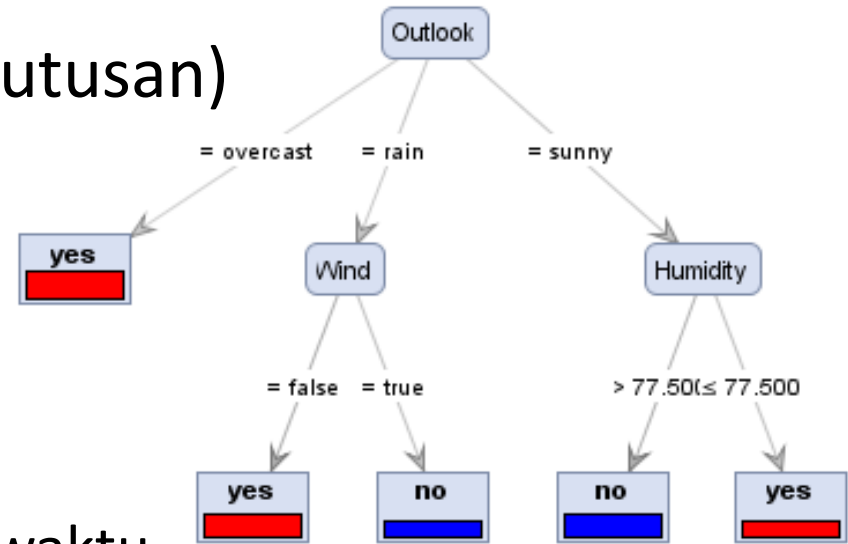 Outlook
utusan)
= overcast = rain = sunny
yes
Wind
Humidity
= false = true
> 77.50(≤ 77.500
yes
no
no
yes
waktu